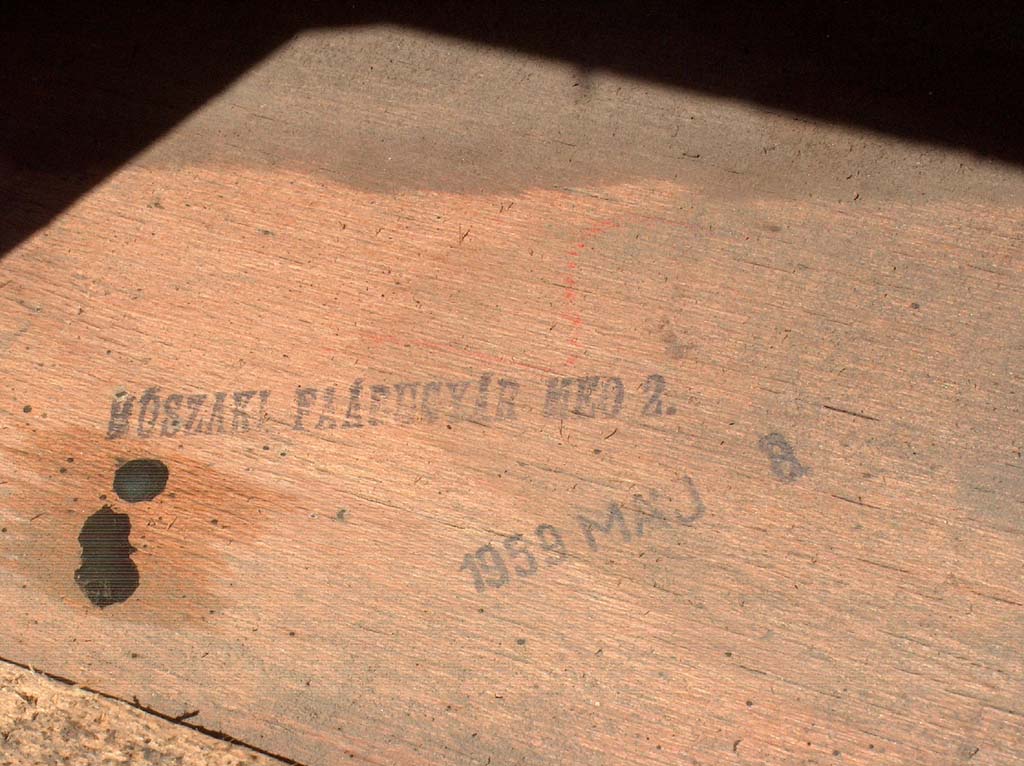 MŰSZAKI FAÁRUGYÁR MEO 2.
1959 MÁJ 8.